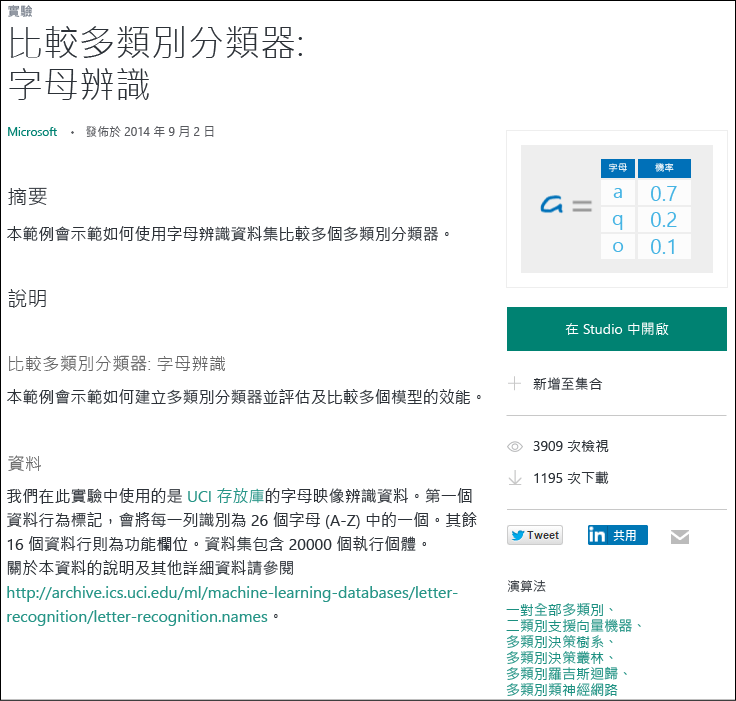 實驗
比較多類別分類器:
字母辨識
Microsoft • 發佈於 2014 年 9 月 2 日
摘要
本範例會示範如何使用字母辨識資料集比較多個多類別分類器。
說明
比較多類別分類器: 字母辨識
本範例會示範如何建立多類別分類器並評估及比較多個模型的效能。
資料
我們在此實驗中使用的是 UCI 存放庫的字母映像辨識資料。第一個
資料行為標記，會將每一列識別為 26 個字母 (A-Z) 中的一個。其餘
16 個資料行則為功能欄位。資料集包含 20000 個執行個體。
關於本資料的說明及其他詳細資料請參閱
http://archive.ics.uci.edu/ml/machine-learning-databases/letter-
recognition/letter-recognition.names。
字母 機率
a = a 0.7
q 0.2
o 0.1
在 Studio 中開啟
新增至集合
3909 次檢視
1195 次下載
Tweet in 共用
演算法
一對全部多類別、
二類別支援向量機器、
多類別決策樹系、
多類別決策叢林、
多類別羅吉斯迴歸、
多類別類神經網路